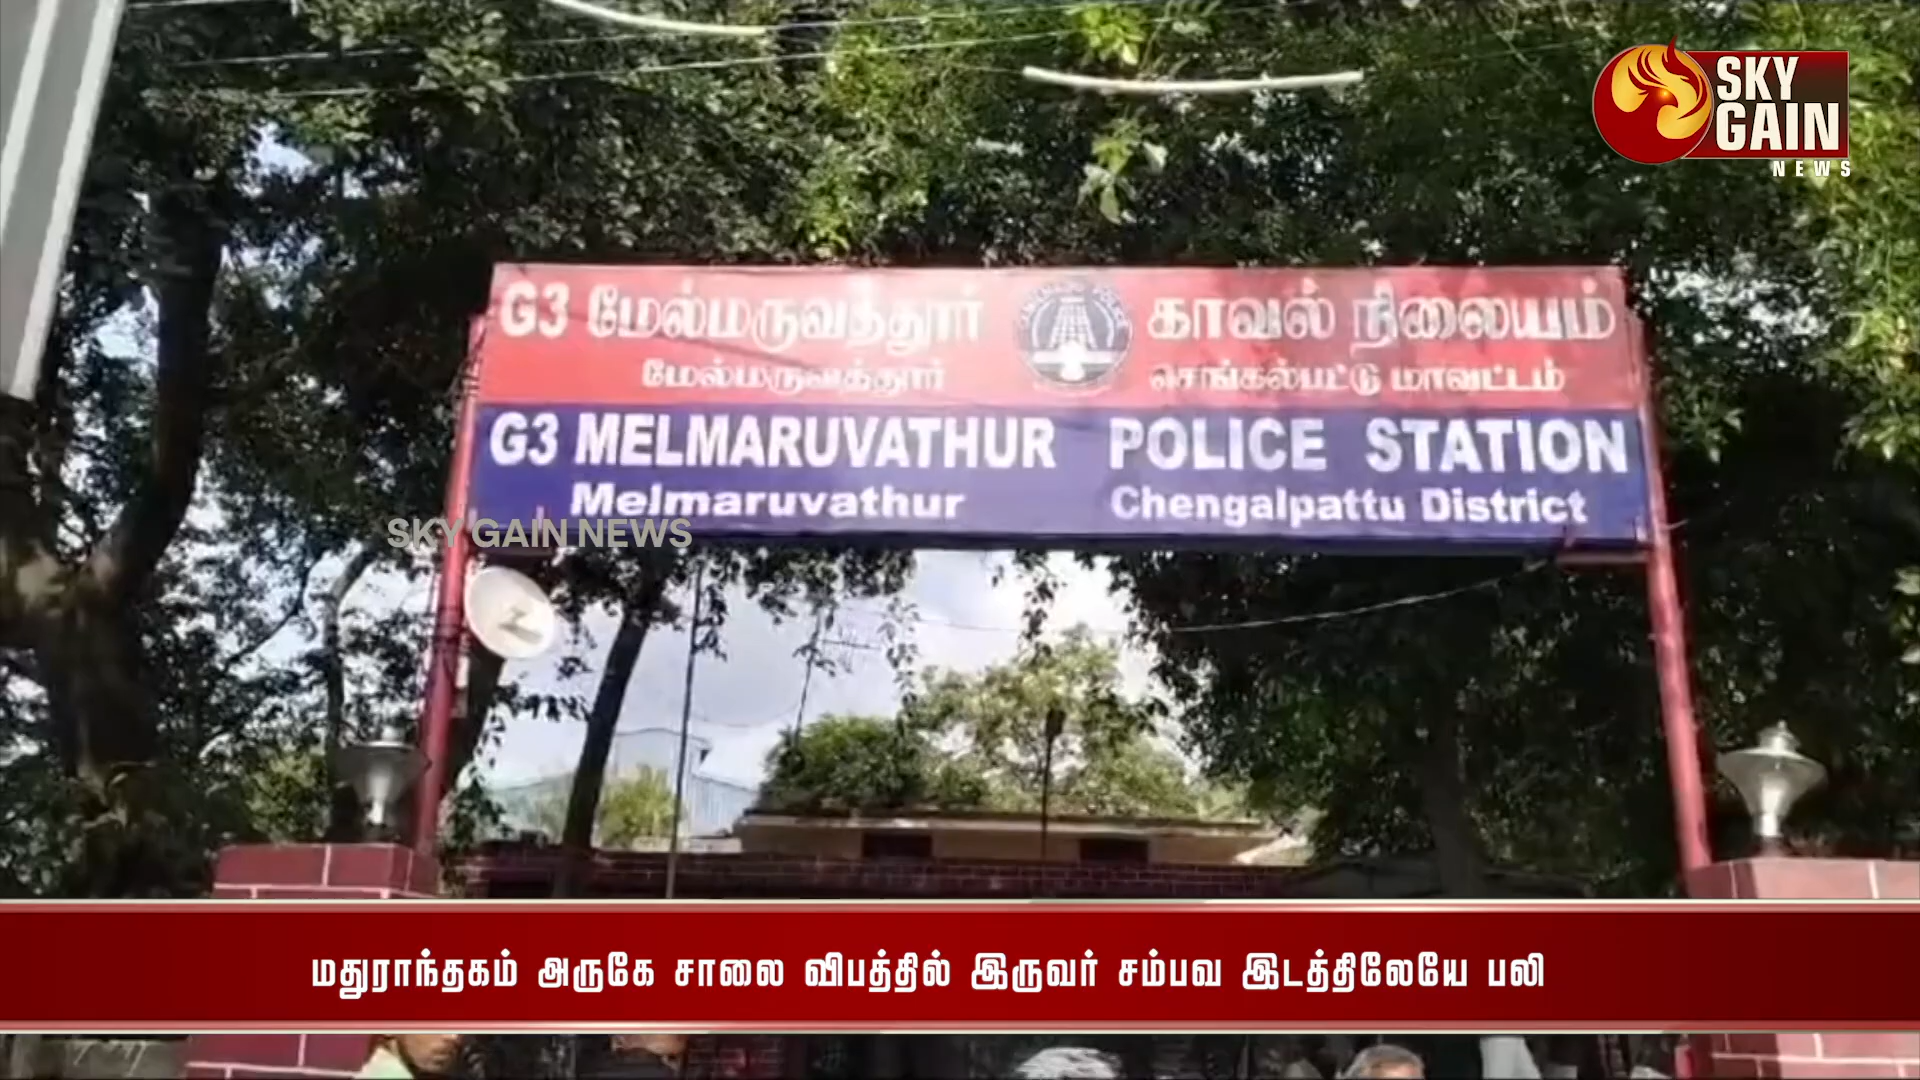 SKY
GAIN
NEWS
G3 மேல்மருவத்தூர் காவல் நிலையம்
மேல்மருவத்தூர் செங்கல்பட்டு மாவட்டம்
G3 MELMARUVATHUR POLICE STATION
Melmaruvathur Chengalpattu District
SKY GAIN NEWS
மதுராந்தகம் அருகே சாலை விபத்தில் இருவர் சம்பவ இடத்திலேயே பலி